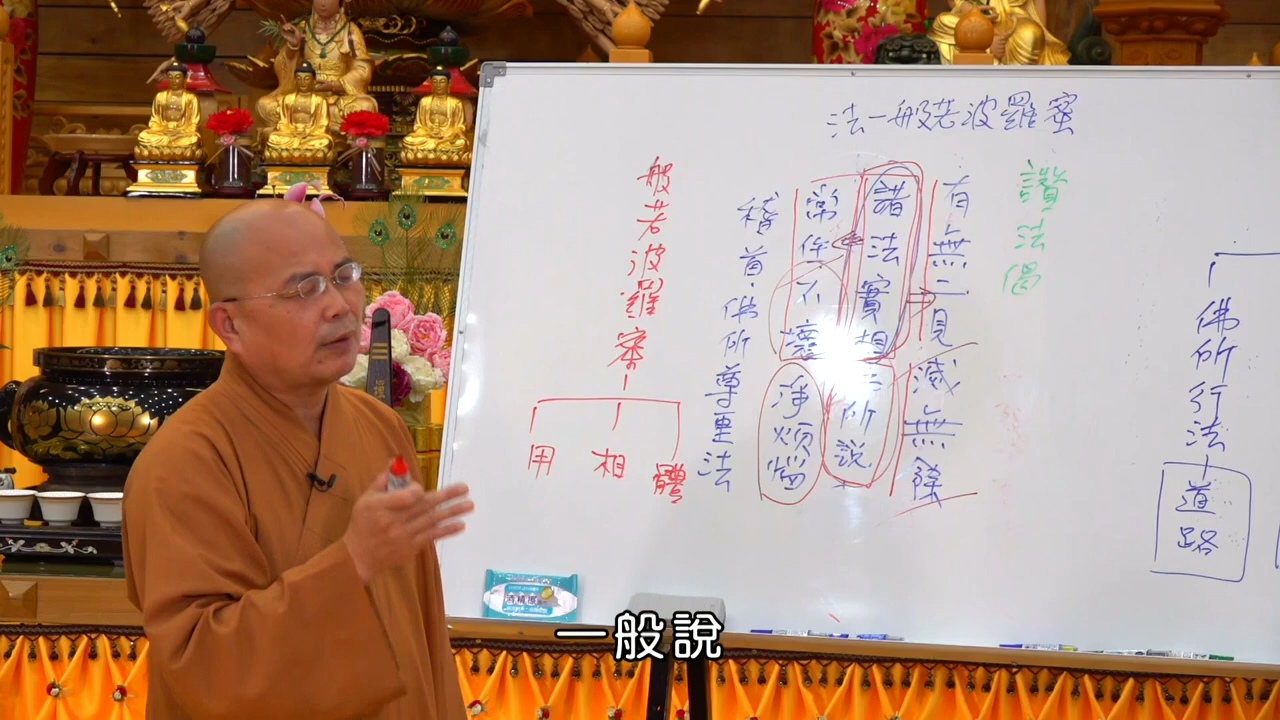 法—般若波羅蜜
讚法偈
有無二見滅無餘
諸法實相二所說
常住不壞淨煩惱
稽首佛所尊重法
般若波羅蜜
體
相
用
佛所行法
道路
一般說